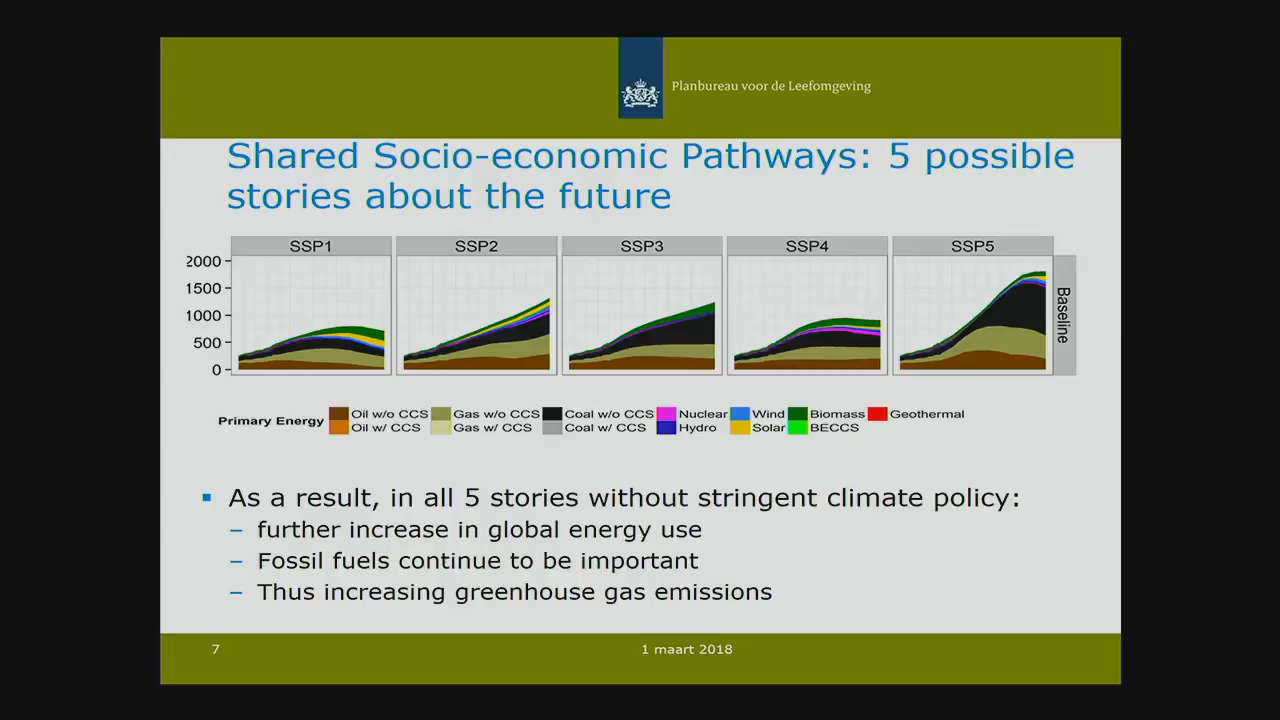 Planbureau voor de Leefomgeving
Shared Socio-economic Pathways: 5 possible
stories about the future
SSP1 SSP2 SSP3 SSP4 SSP5
2000
1500
1000
500
0
Baseline
Primary Energy
Oil w/o CCS Gas w/o CCS Coal w/o CCS Nuclear Wind Biomass Geothermal
Oil w/ CCS Gas w/ CCS Coal w/ CCS Hydro Solar BECCS
As a result, in all 5 stories without stringent climate policy:
– further increase in global energy use
– Fossil fuels continue to be important
– Thus increasing greenhouse gas emissions
7 1 maart 2018